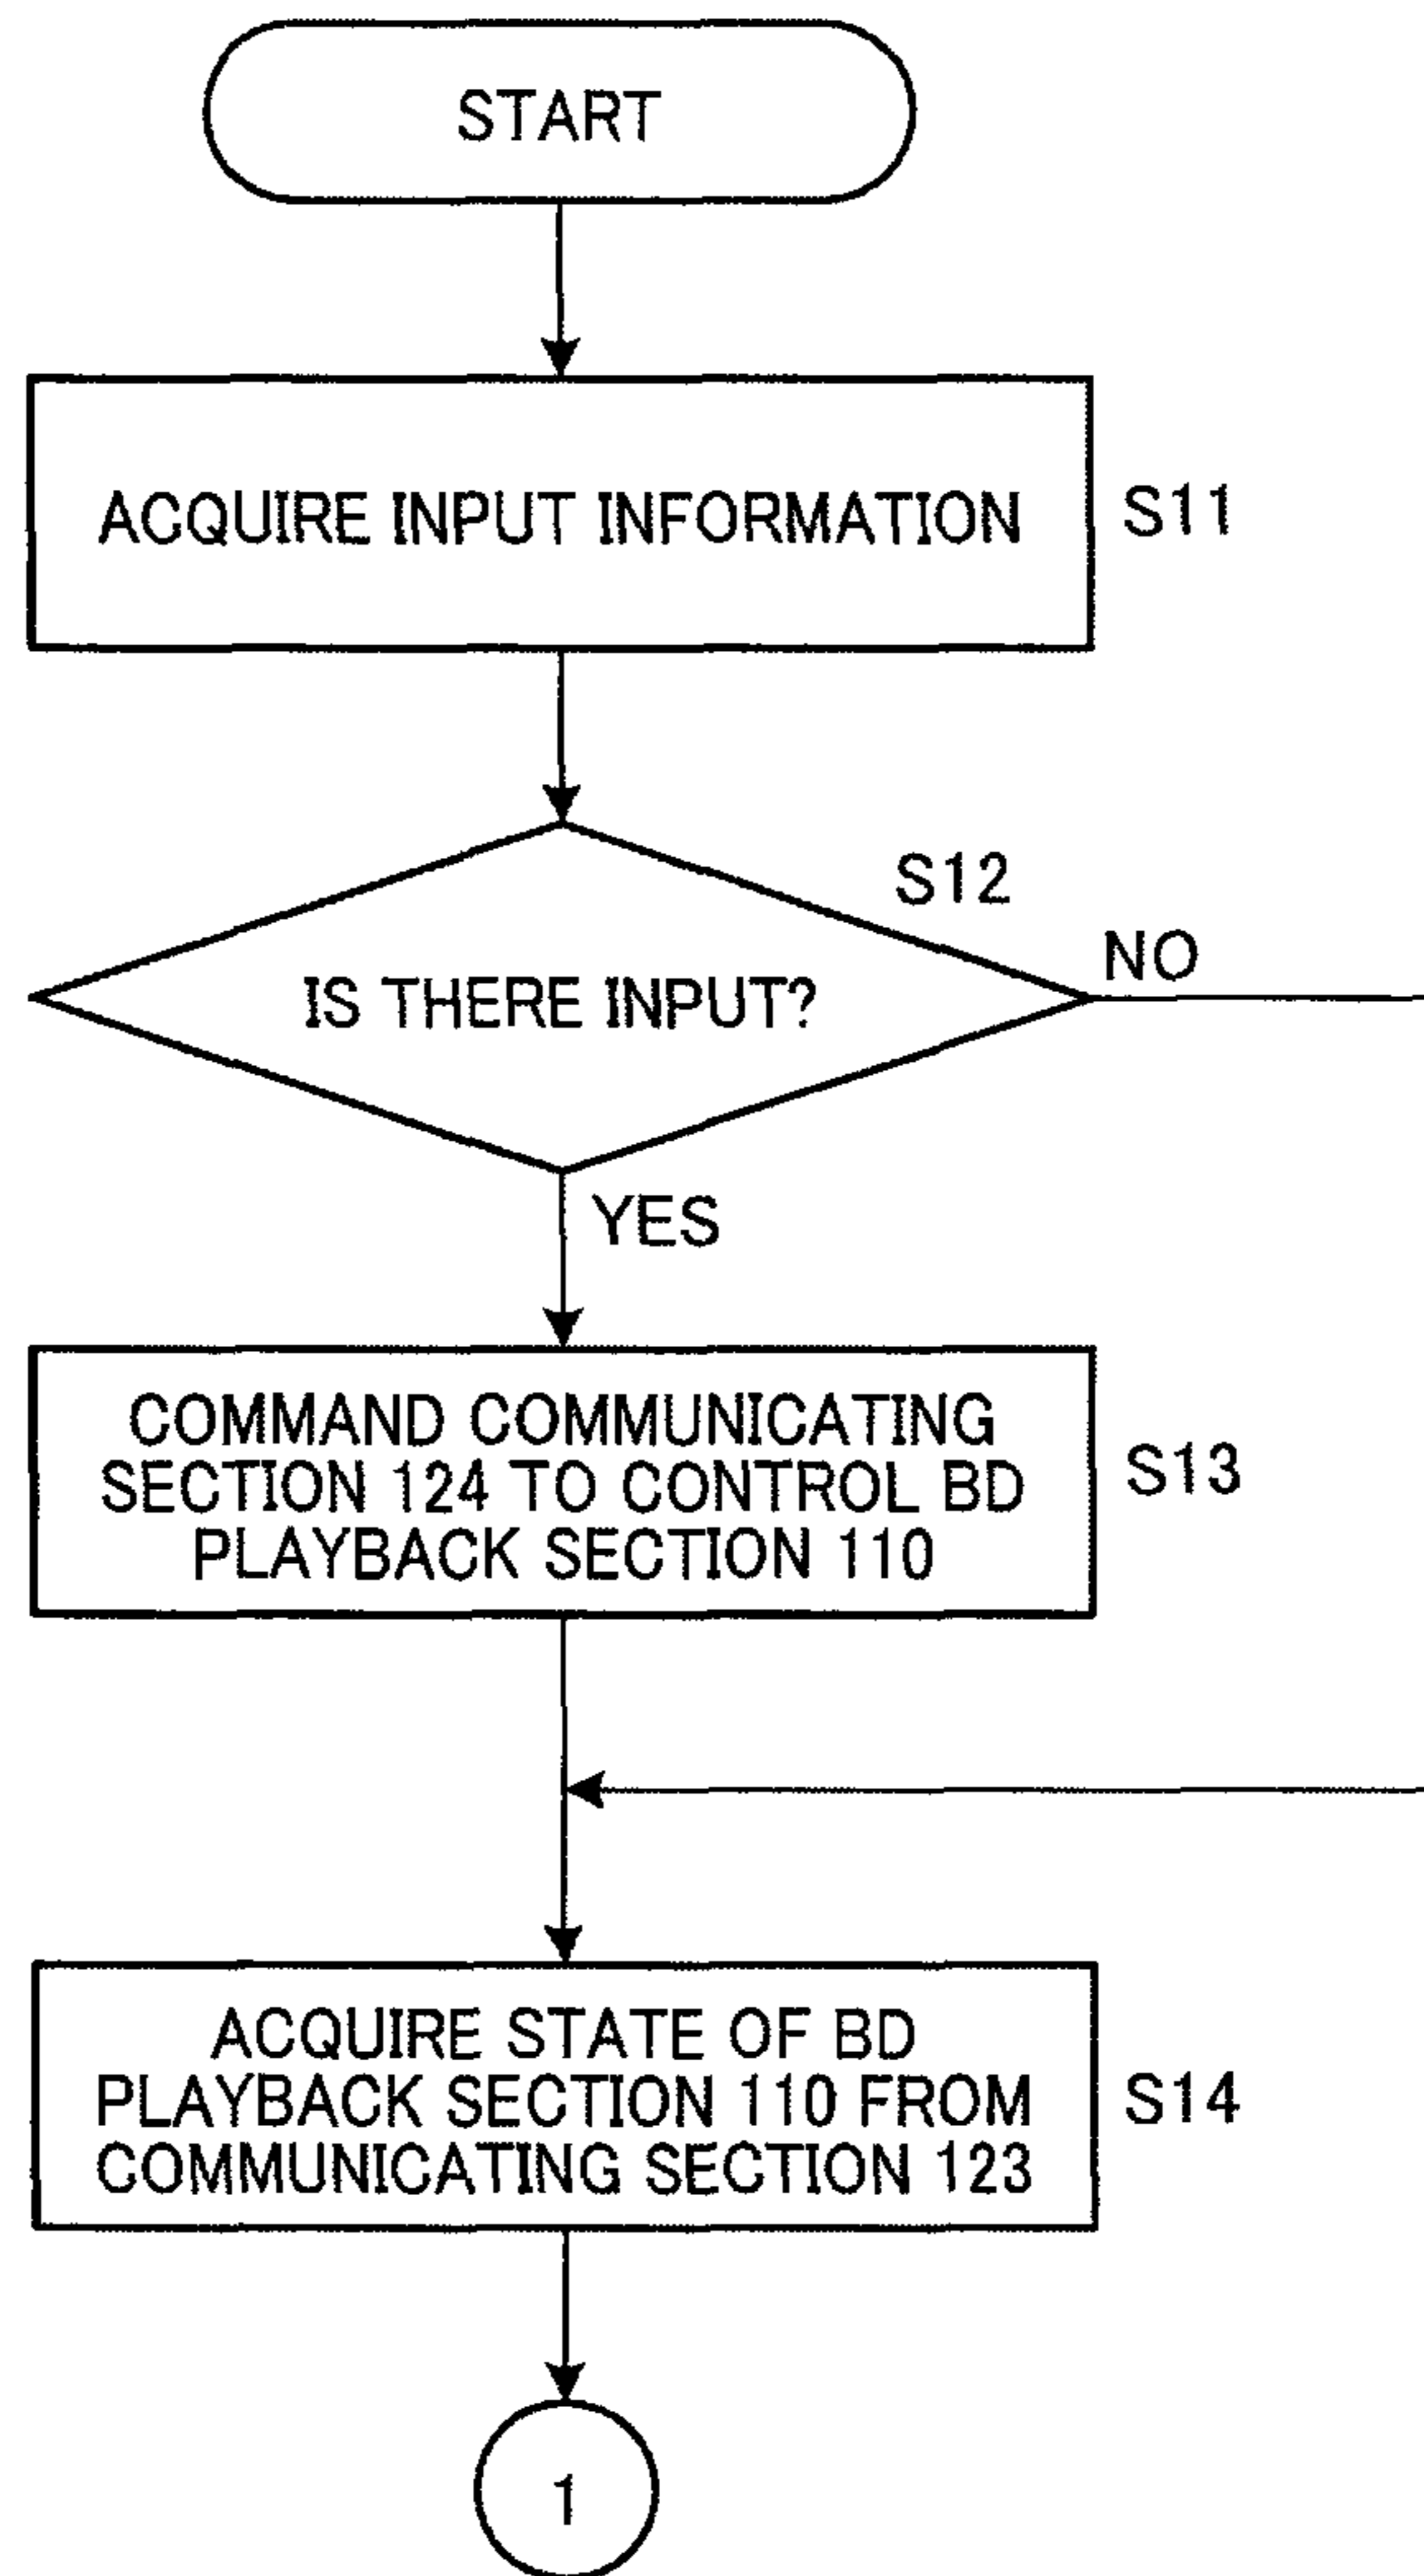 START
ACQUIRE INPUT INFORMATION
S11
S12
IS THERE INPUT?
NO
YES
COMMAND COMMUNICATING
SECTION 124 TO CONTROL BD
PLAYBACK SECTION 110
S13
ACQUIRE STATE OF BD
PLAYBACK SECTION 110 FROM
COMMUNICATING SECTION 123
S14
1